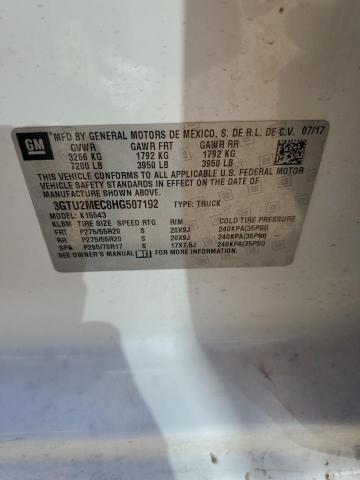 GM MFD BY GENERAL MOTORS DE MEXICO, S. DE R.L. DE C.V. 07/17
GVWR GAWR FRT GAWR RR
3266 KG 1792 KG 1792 KG
7200 LB 3950 LB 3950 LB
THIS VEHICLE CONFORMS TO ALL APPLICABLE U.S. FEDERAL MOTOR
VEHICLE SAFETY STANDARDS IN EFFECT ON THE DATE OF
MANUFACTURE SHOWN ABOVE.
3GTU2MEC8HG507192 TYPE: TRUCK
MODEL: K15543
KLBM TIRE SIZE SPEED RTG RIM COLD TIRE PRESSURE
FRT P275/55R20 S 20X9J 240KPA(35PSI)
RR P275/55R20 S 20X9J 240KPA(35PSI)
SPA P265/70R17 S 17X7.5J 240KPA(35PSI)
SEE OWNER'S MANUAL FOR MORE INFORMATION.